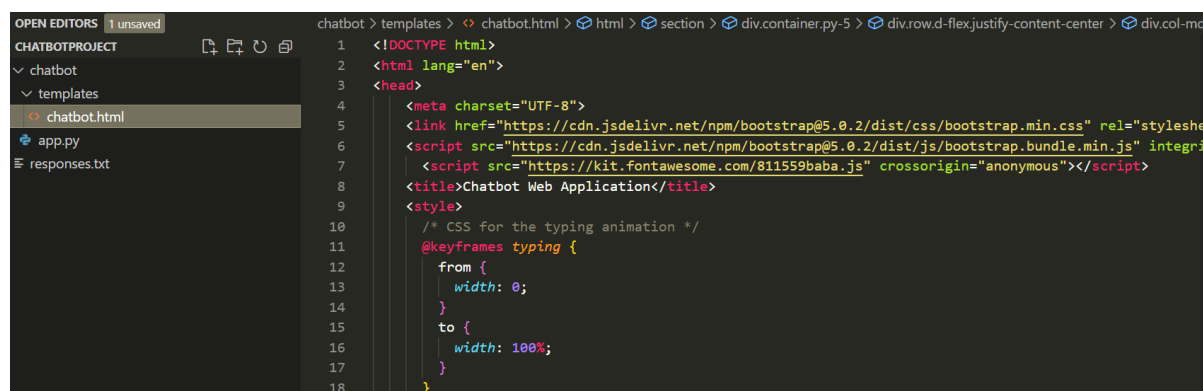 OPEN EDITORS 1 unsaved
CHATBOTPROJECT
chatbot
templates
<> chatbot.html
app.py
responses.txt
chatbot > templates > <> chatbot.html > html > section > div.container.py-5 > div.row.d-flex.justify-content-center > div.col-md
1 <!DOCTYPE html>
2 <html lang="en">
3 <head>
4 <meta charset="UTF-8">
5 <link href="https://cdn.jsdelivr.net/npm/bootstrap@5.0.2/dist/css/bootstrap.min.css" rel="styleshe
6 <script src="https://cdn.jsdelivr.net/npm/bootstrap@5.0.2/dist/js/bootstrap.bundle.min.js" integri
7 <script src="https://kit.fontawesome.com/811559baba.js" crossorigin="anonymous"></script>
8 <title>Chatbot Web Application</title>
9 <style>
10 /* CSS for the typing animation */
11 @keyframes typing {
12 from {
13 width: 0;
14 }
15 to {
16 width: 100%;
17 }
18 }